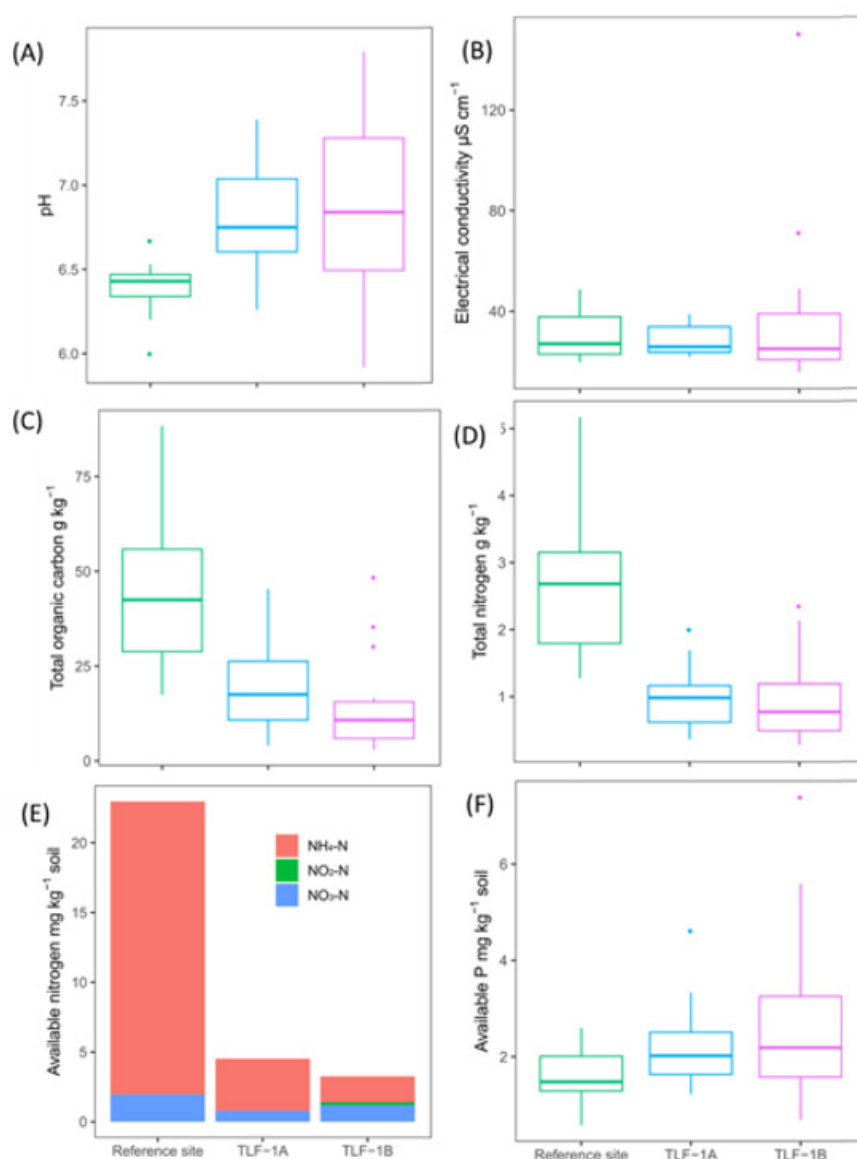 (A)
(B)
7.5
7.0
6.5
6.0
pH
120
80
40
Electrical conductivity µS cm⁻¹
(C)
(D)
75
50
25
0
Total organic carbon g kg⁻¹
5
4
3
2
1
Total nitrogen g kg⁻¹
(E)
(F)
20
15
10
5
0
Available nitrogen mg kg⁻¹ soil
NH₄-N
NO₂-N
NO₃-N
Reference site TLF-1A TLF-1B
6
4
2
Available P mg kg⁻¹ soil
Reference site TLF-1A TLF-1B